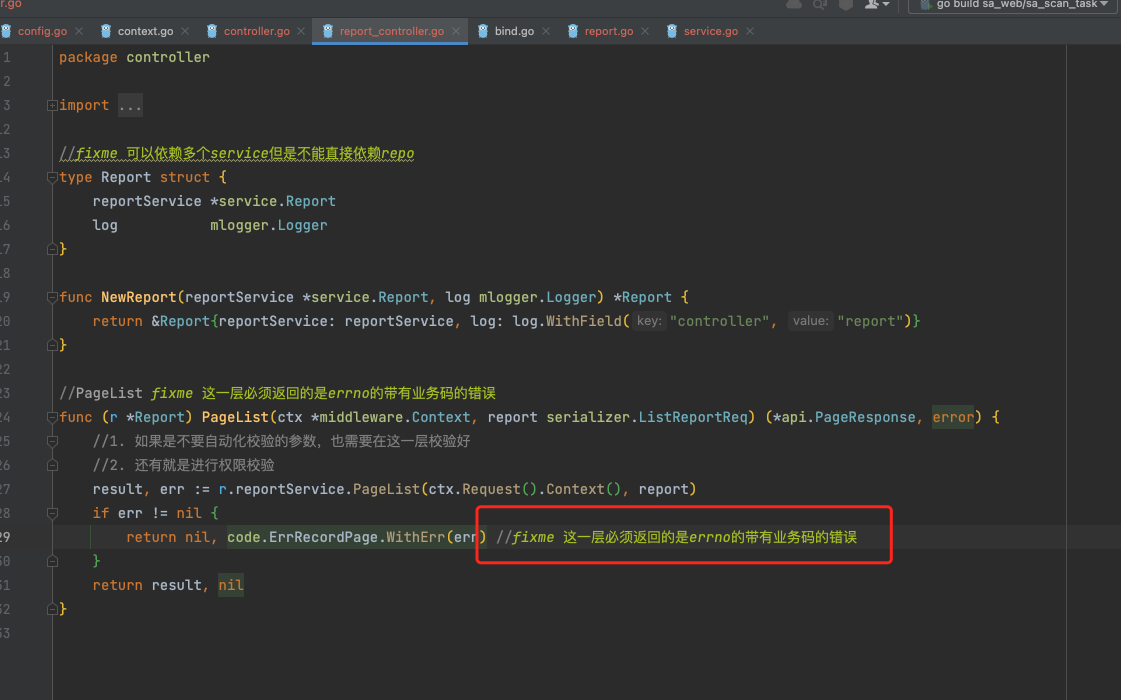 r.go
go build sa_web/sa_scan_task
config.go context.go controller.go report_controller.go bind.go report.go service.go
1 package controller
2
3 import ...
2
3 //fixme 可以依赖多个service但是不能直接依赖repo
4 type Report struct {
5 reportService *service.Report
6 log mlogger.Logger
7 }
8
9 func NewReport(reportService *service.Report, log mlogger.Logger) *Report {
20 return &Report{reportService: reportService, log: log.WithField( key: "controller", value: "report")}
21 }
22
23 //PageList fixme 这一层必须返回的是errno的带有业务码的错误
24 func (r *Report) PageList(ctx *middleware.Context, report serializer.ListReportReq) (*api.PageResponse, error) {
25 //1. 如果是不要自动化校验的参数，也需要在这一层校验好
26 //2. 还有就是进行权限校验
27 result, err := r.reportService.PageList(ctx.Request().Context(), report)
28 if err != nil {
29 return nil, code.ErrRecordPage.WithErr(err) //fixme 这一层必须返回的是errno的带有业务码的错误
30 }
31 return result, nil
32 }
33